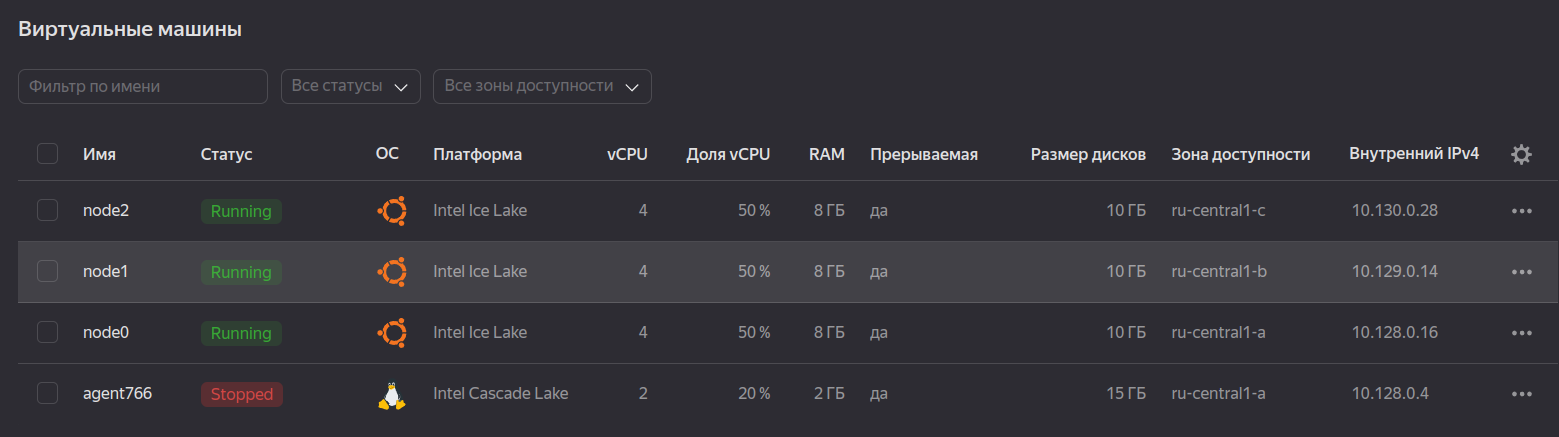 Виртуальные машины
Фильтр по имени Все статусы Все зоны доступности
Имя Статус ОС Платформа vCPU Доля vCPU RAM Прерываемая Размер дисков Зона доступности Внутренний IPv4
node2 Running Intel Ice Lake 4 50 % 8 ГБ да 10 ГБ ru-central1-c 10.130.0.28
node1 Running Intel Ice Lake 4 50 % 8 ГБ да 10 ГБ ru-central1-b 10.129.0.14
node0 Running Intel Ice Lake 4 50 % 8 ГБ да 10 ГБ ru-central1-a 10.128.0.16
agent766 Stopped Intel Cascade Lake 2 20 % 2 ГБ да 15 ГБ ru-central1-a 10.128.0.4